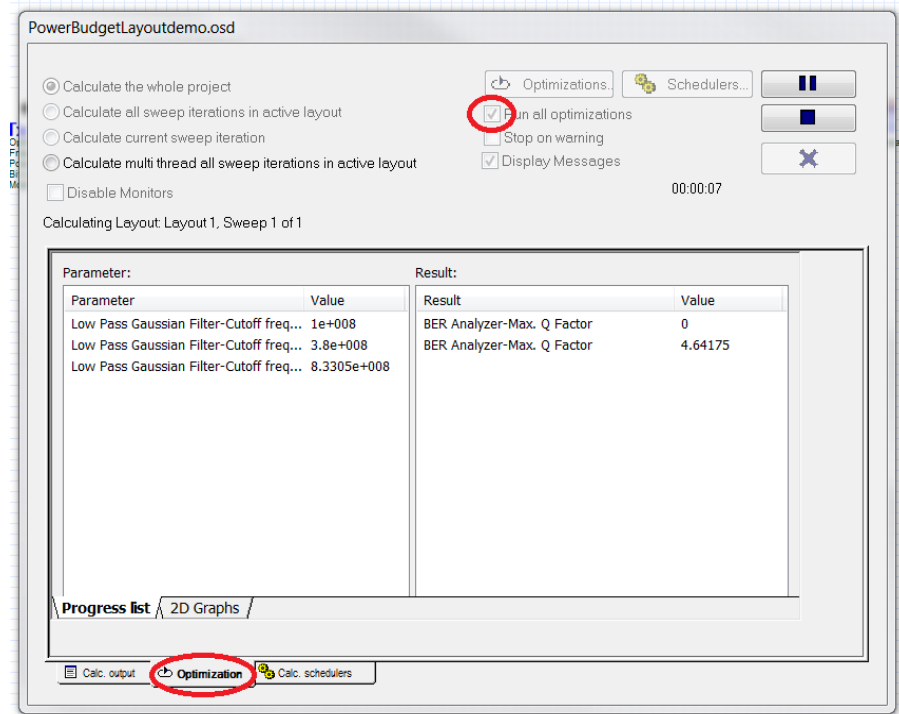 PowerBudgetLayoutdemo.osd
Calculate the whole project
Calculate all sweep iterations in active layout
Calculate current sweep iteration
Calculate multi thread all sweep iterations in active layout
Disable Monitors
Optimizations..
Schedulers...
Run all optimizations
Stop on warning
Display Messages
00:00:07
Calculating Layout: Layout 1, Sweep 1 of 1
Parameter:
Parameter Value
Low Pass Gaussian Filter-Cutoff freq... 1e+008
Low Pass Gaussian Filter-Cutoff freq... 3.8e+008
Low Pass Gaussian Filter-Cutoff freq... 8.3305e+008
Result:
Result Value
BER Analyzer-Max. Q Factor 0
BER Analyzer-Max. Q Factor 4.64175
Progress list 2D Graphs
Calc. output Optimization Calc. schedulers